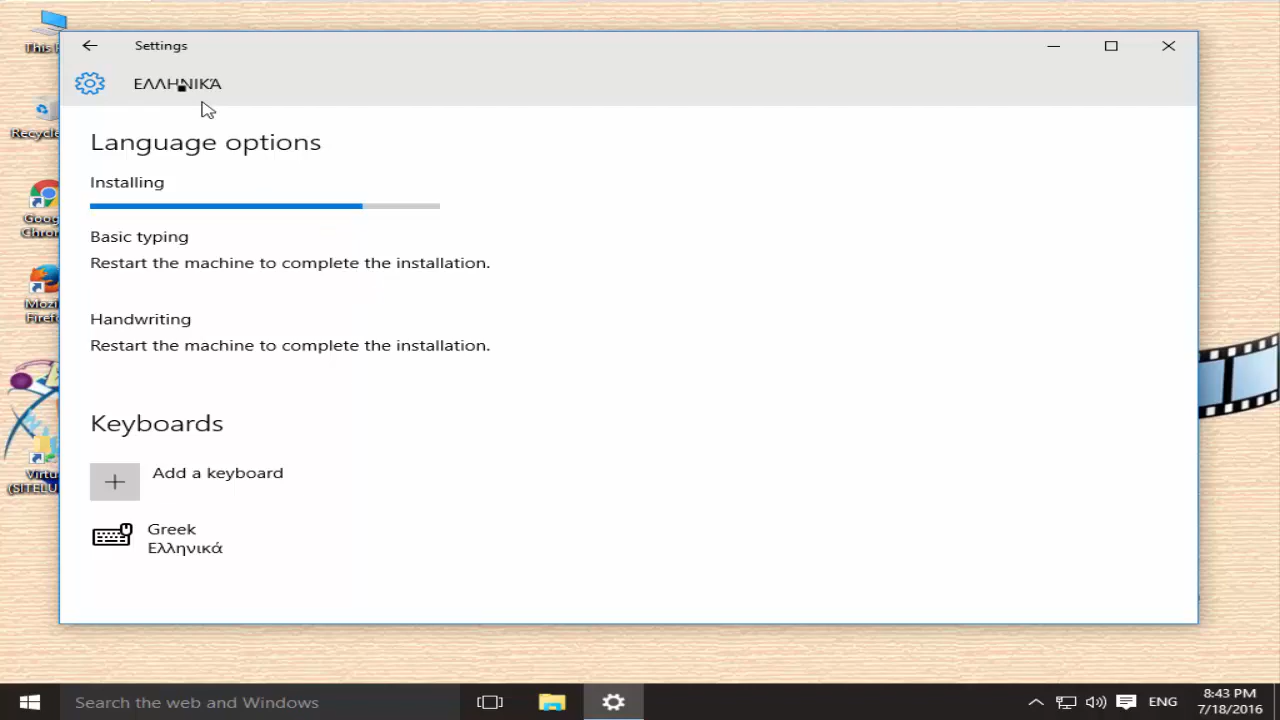 This
Settings
ΕΛΛΗΝΙΚΆ
Language options
Installing
Basic typing
Restart the machine to complete the installation.
Handwriting
Restart the machine to complete the installation.
Keyboards
Add a keyboard
Greek
Ελληνικά
Search the web and Windows
ENG
8:43 PM
7/18/2016